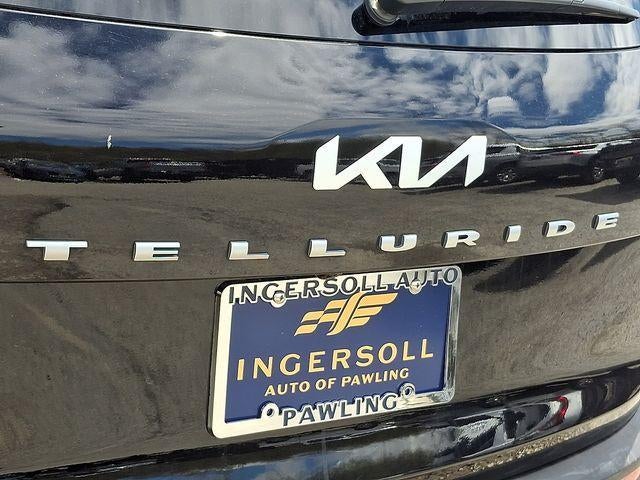 KIA
TELLURIDE
INGERSOLL AUTO
INGERSOLL
AUTO OF PAWLING
PAWLING